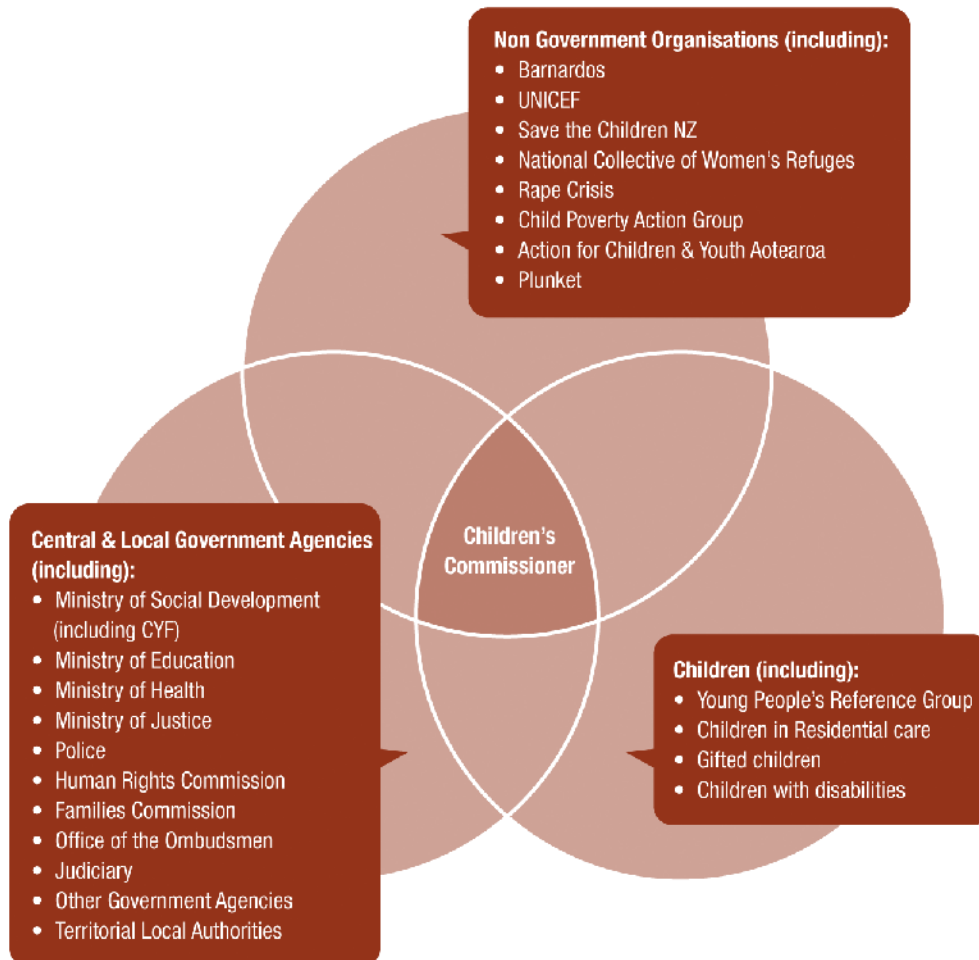 Non Government Organisations (including):
• Barnardos
• UNICEF
• Save the Children NZ
• National Collective of Women's Refuges
• Rape Crisis
• Child Poverty Action Group
• Action for Children & Youth Aotearoa
• Plunket
Children's
Commissioner
Central & Local Government Agencies
(including):
• Ministry of Social Development
(including CYF)
• Ministry of Education
• Ministry of Health
• Ministry of Justice
• Police
• Human Rights Commission
• Families Commission
• Office of the Ombudsmen
• Judiciary
• Other Government Agencies
• Territorial Local Authorities
Children (including):
• Young People's Reference Group
• Children in Residential care
• Gifted children
• Children with disabilities